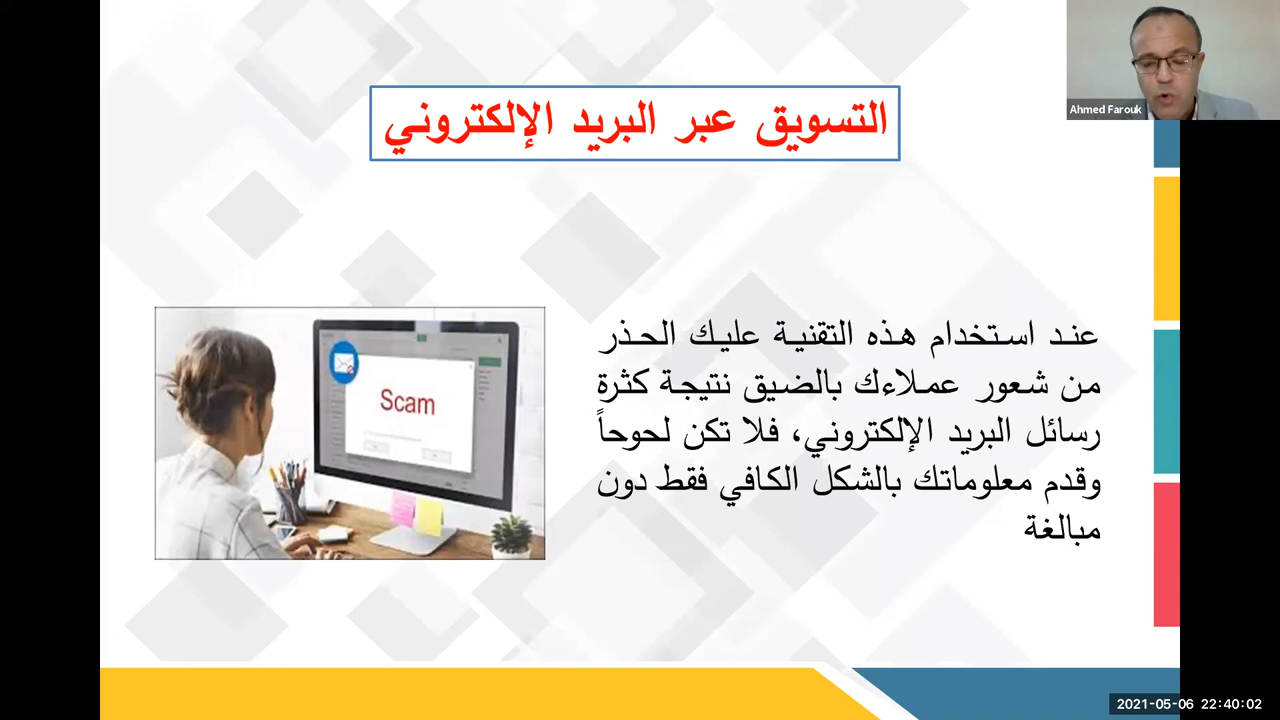 Ahmed Farouk
التسويق عبر البريد الإلكتروني
عند استخدام هذه التقنية عليك الحذر
من شعور عملاءك بالضيق نتيجة كثرة
رسائل البريد الإلكتروني، فلا تكن لحوحاً
وقدم معلوماتك بالشكل الكافي فقط دون
مبالغة
Scam
2021-05-06 22:40:02